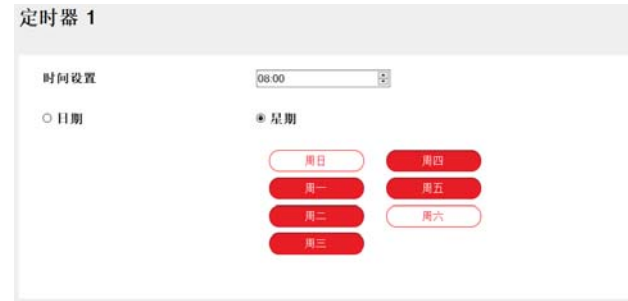 定时器 1
时间设置 08:00
日期 星期
周日 周四
周一 周五
周二 周六
周三